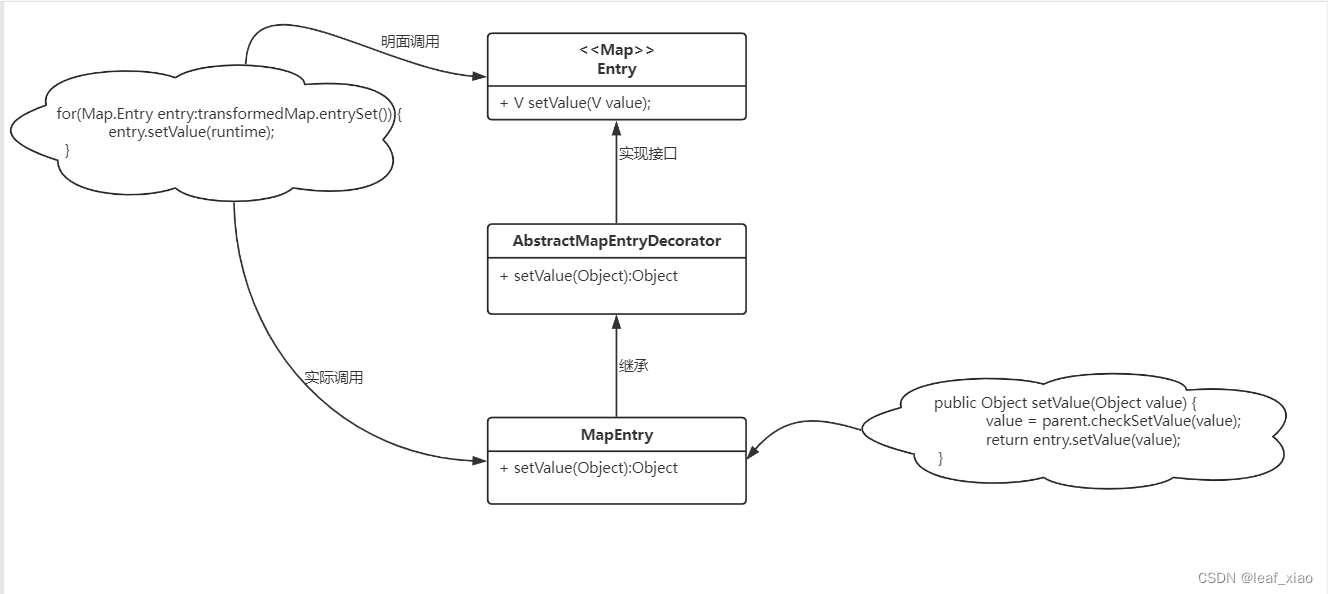 明面调用
<<Map>>
Entry
+ V setValue(V value);
for(Map.Entry entry:transformedMap.entrySet()) {
entry.setValue(runtime);
}
实现接口
AbstractMapEntryDecorator
+ setValue(Object):Object
继承
实际调用
MapEntry
+ setValue(Object):Object
public Object setValue(Object value) {
value = parent.checkSetValue(value);
return entry.setValue(value);
}
CSDN @leaf_xiao